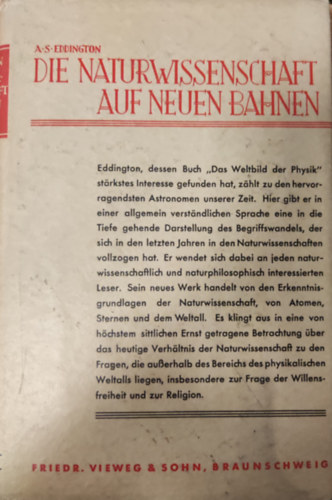 A-S-EDDINGTON
DIE NATURWISSENSCHAFT
AUF NEUEN BAHNEN
Eddington, dessen Buch „Das Weltbild der Physik"
stärkstes Interesse gefunden hat, zählt zu den hervor-
ragendsten Astronomen unserer Zeit. Hier gibt er in
einer allgemein verständlichen Sprache eine in die
Tiefe gehende Darstellung des Begriffswandels, der
sich in den letzten Jahren in den Naturwissenschaften
vollzogen hat. Er wendet sich dabei an jeden natur-
wissenschaftlich und naturphilosophisch interessierten
Leser. Sein neues Werk handelt von den Erkenntnis-
grundlagen der Naturwissenschaft, von Atomen,
Sternen und dem Weltall. Es klingt aus in eine von
höchstem sittlichen Ernst getragene Betrachtung über
das heutige Verhältnis der Naturwissenschaft zu den
Fragen, die außerhalb des Bereichs des physikalischen
Weltalls liegen, insbesondere zur Frage der Willens-
freiheit und zur Religion.
FRIEDR. VIEWEG & SOHN, BRAUNSCHWEIG